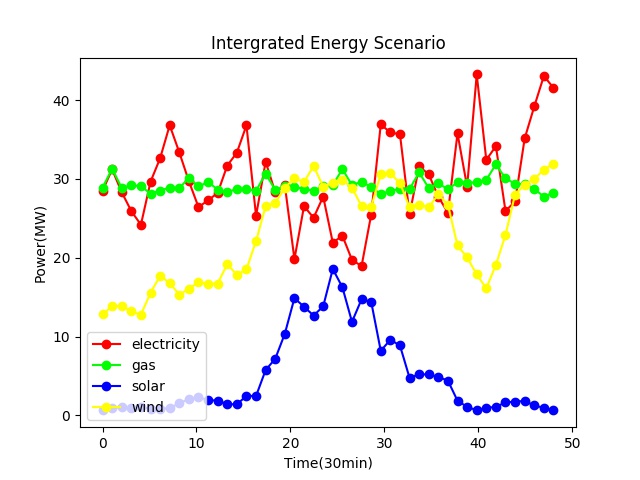 Intergrated Energy Scenario
Power(MW)
40
30
20
10
0
electricity
gas
solar
wind
0 10 20 30 40 50
Time(30min)